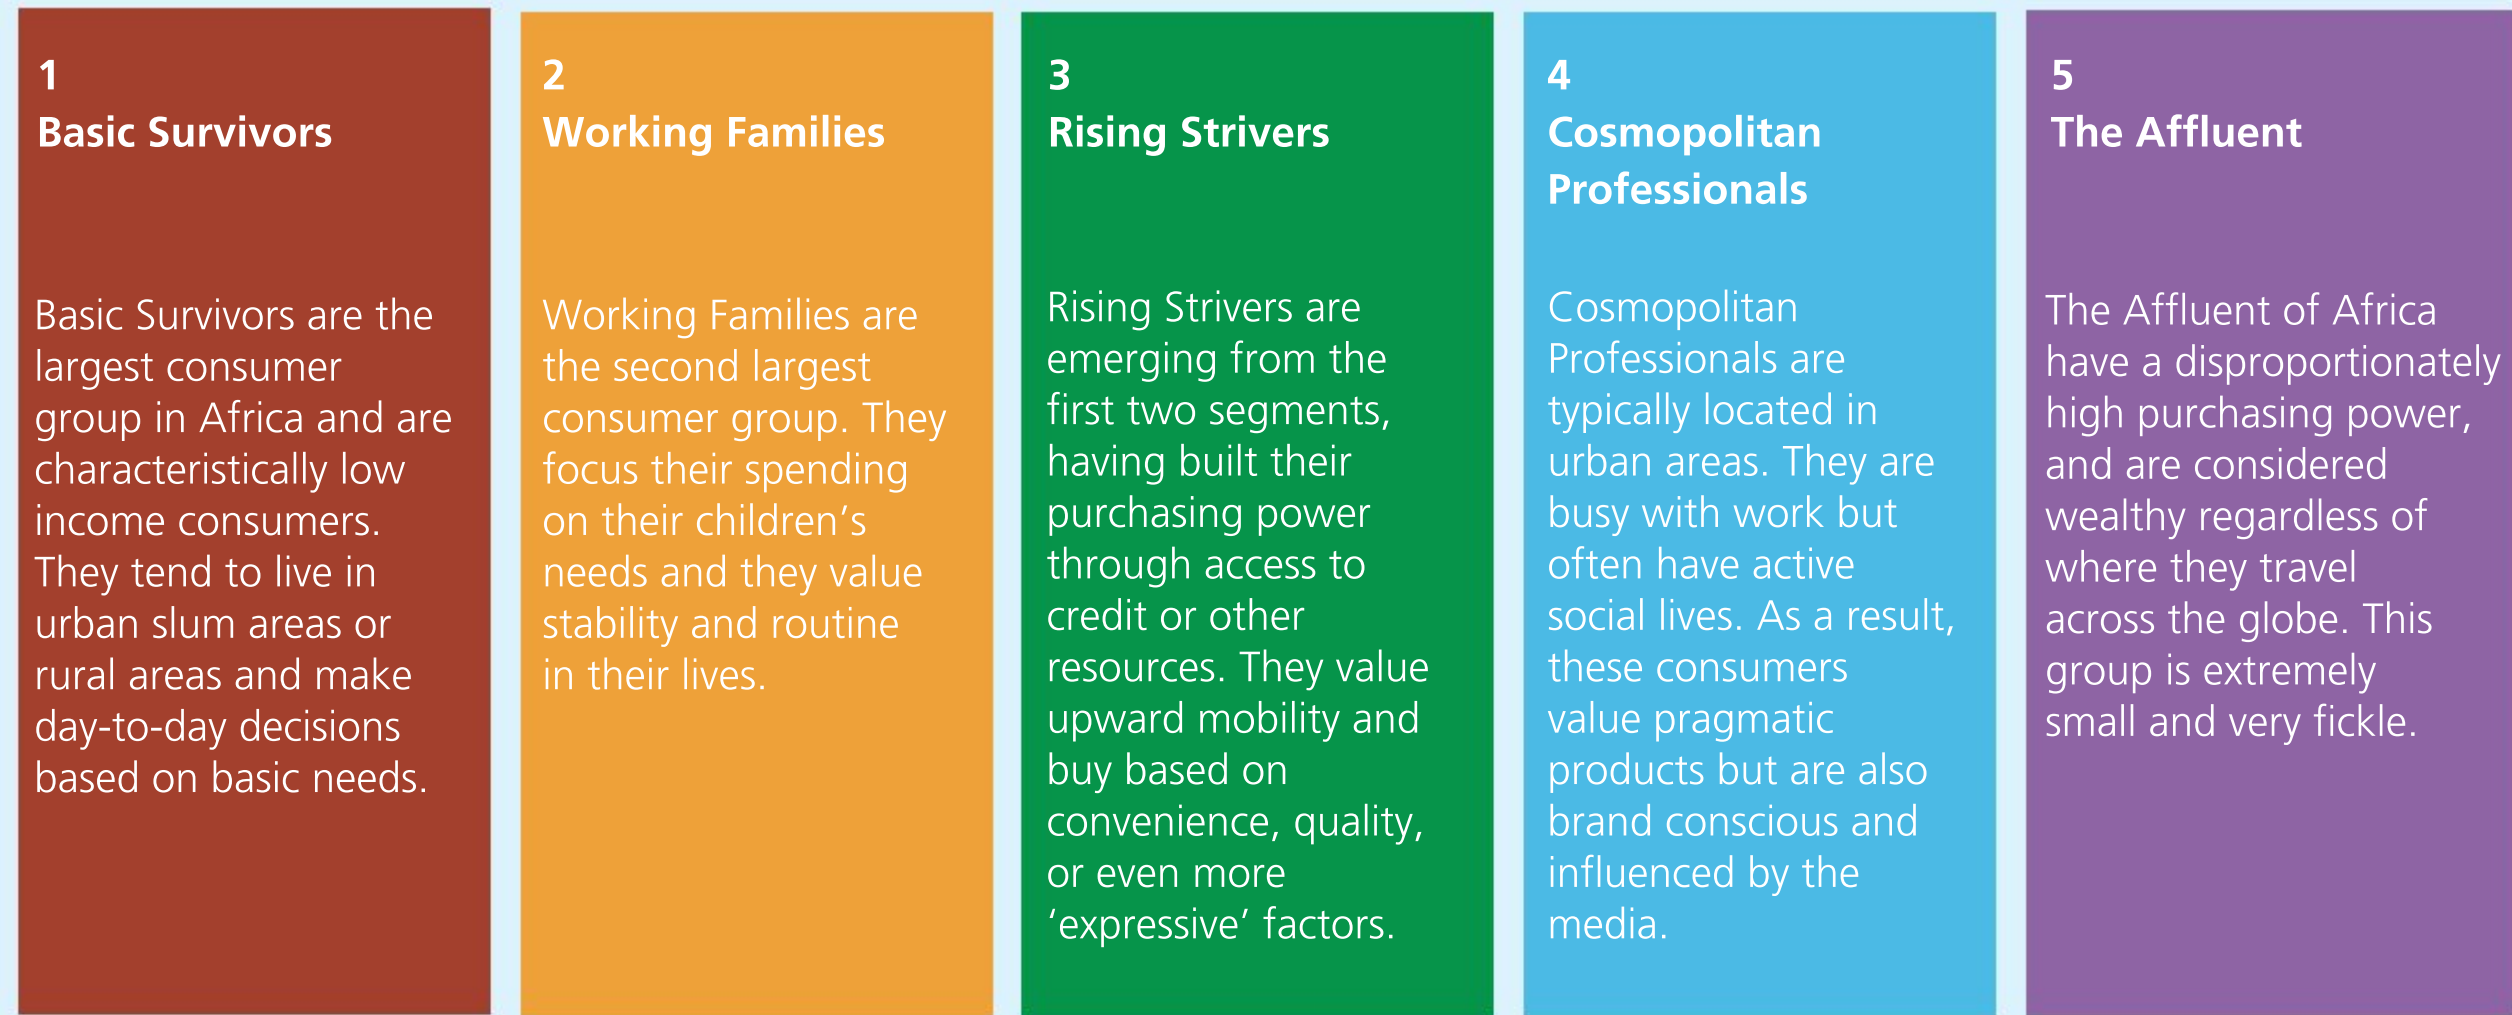 1
Basic Survivors
Basic Survivors are the
largest consumer
group in Africa and are
characteristically low
income consumers.
They tend to live in
urban slum areas or
rural areas and make
day-to-day decisions
based on basic needs.
2
Working Families
Working Families are
the second largest
consumer group. They
focus their spending
on their children’s
needs and they value
stability and routine
in their lives.
3
Rising Strivers
Rising Strivers are
emerging from the
first two segments,
having built their
purchasing power
through access to
credit or other
resources. They value
upward mobility and
buy based on
convenience, quality,
or even more
‘expressive’ factors.
4
Cosmopolitan
Professionals
Cosmopolitan
Professionals are
typically located in
urban areas. They are
busy with work but
often have active
social lives. As a result,
these consumers
value pragmatic
products but are also
brand conscious and
influenced by the
media.
5
The Affluent
The Affluent of Africa
have a disproportionately
high purchasing power,
and are considered
wealthy regardless of
where they travel
across the globe. This
group is extremely
small and very fickle.